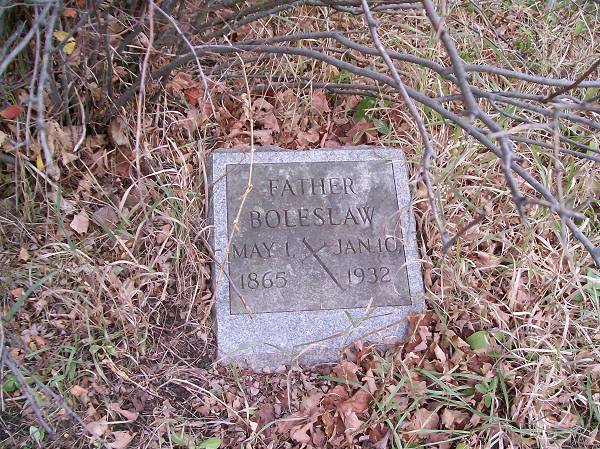 FATHER
BOLESLAW
MAY 1, JAN. 10,
1865 1932